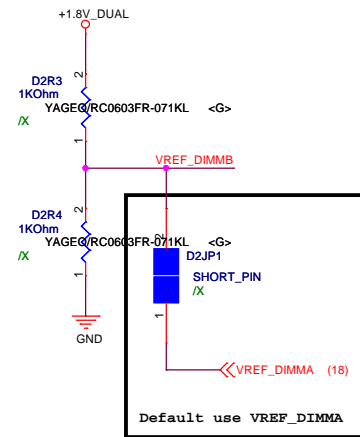 +1.8V_DUAL
2
D2R3
1KOhm
YAGEO/RC0603FR-071KL <G>
/X
1
VREF_DIMMB
2
D2R4
1KOhm
YAGEO/RC0603FR-071KL <G>
/X
1
GND
2
D2JP1
SHORT_PIN
/X
1
VREF_DIMMA (18)
Default use VREF_DIMMA